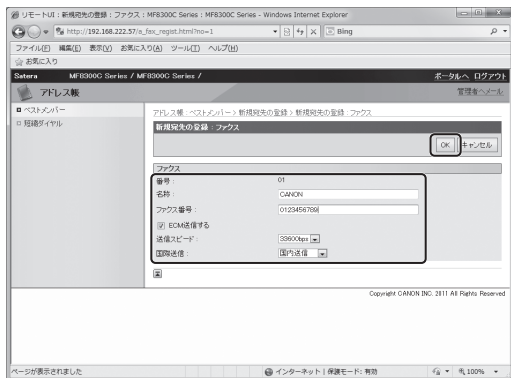 リモートUI：新規宛先の登録：ファクス：MF8300C Series：MF8300C Series - Windows Internet Explorer
http://192.168.222.57/a_fax_regist.html?no=1
Bing
ファイル(F) 編集(E) 表示(V) お気に入り(A) ツール(T) ヘルプ(H)
お気に入り
Satera MF8300C Series / MF8300C Series / ポータルへ ログアウト
アドレス帳 管理者へメール
ベストメンバー
短縮ダイヤル
アドレス帳：ベストメンバー > 新規宛先の登録 > 新規宛先の登録：ファクス
新規宛先の登録：ファクス
OK キャンセル
ファクス
番号： 01
名称： CANON
ファクス番号： 0123456789
ECM送信する
送信スピード： 33600bps
国際送信： 国内送信
Copyright CANON INC. 2011 All Rights Reserved
ページが表示されました インターネット | 保護モード: 有効 100%